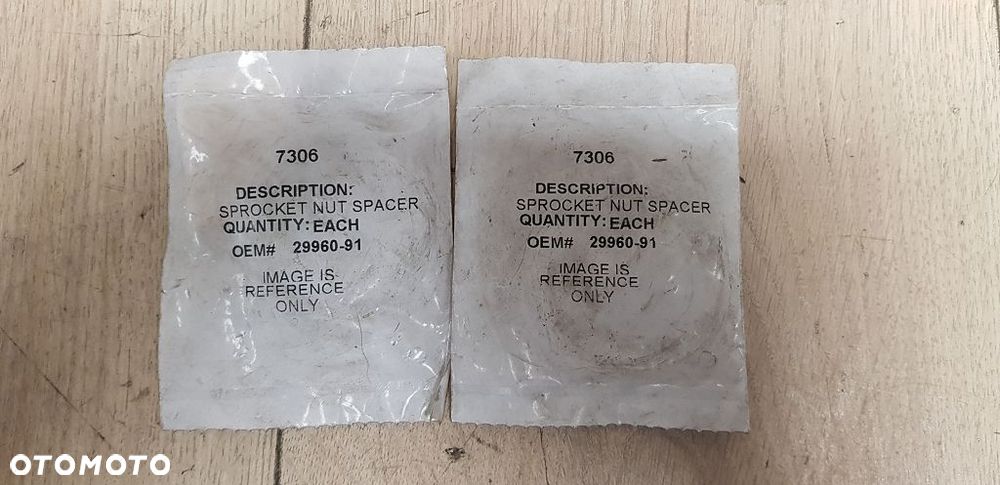 7306
DESCRIPTION:
SPROCKET NUT SPACER
QUANTITY: EACH
OEM# 29960-91
IMAGE IS
REFERENCE
ONLY
7306
DESCRIPTION:
SPROCKET NUT SPACER
QUANTITY: EACH
OEM# 29960-91
IMAGE IS
REFERENCE
ONLY
OTOMOTO